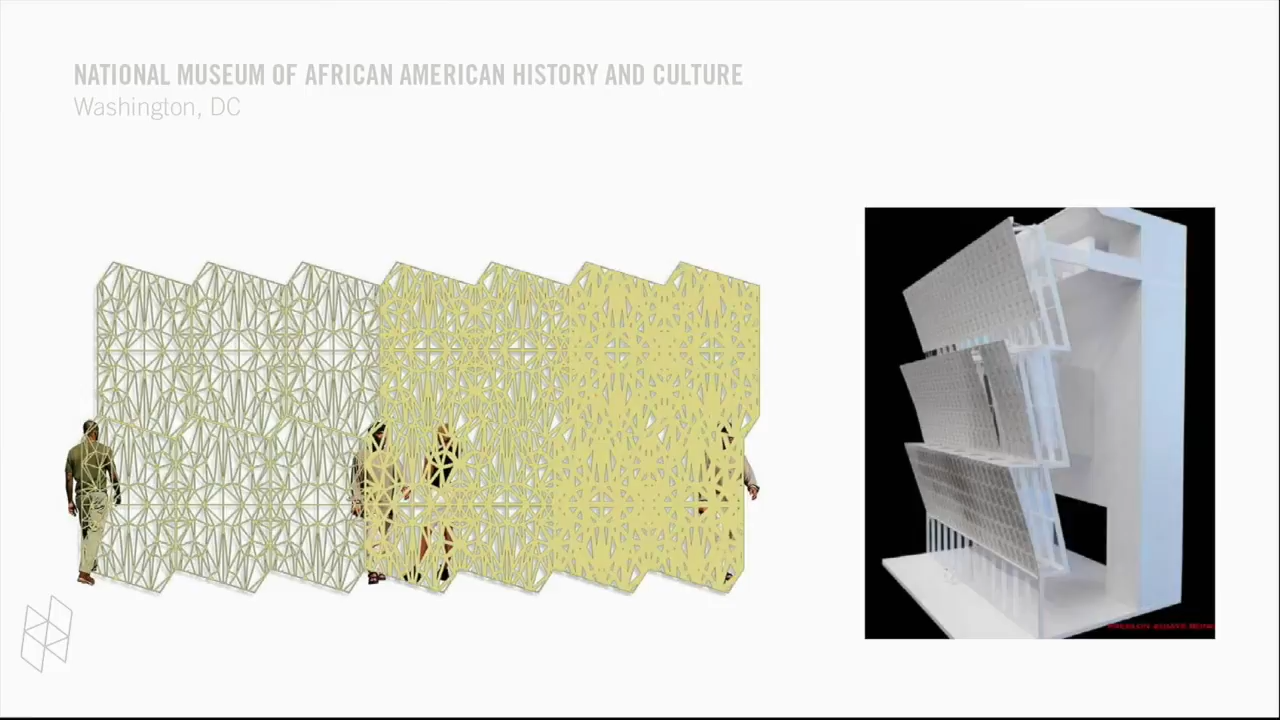 NATIONAL MUSEUM OF AFRICAN AMERICAN HISTORY AND CULTURE
Washington, DC